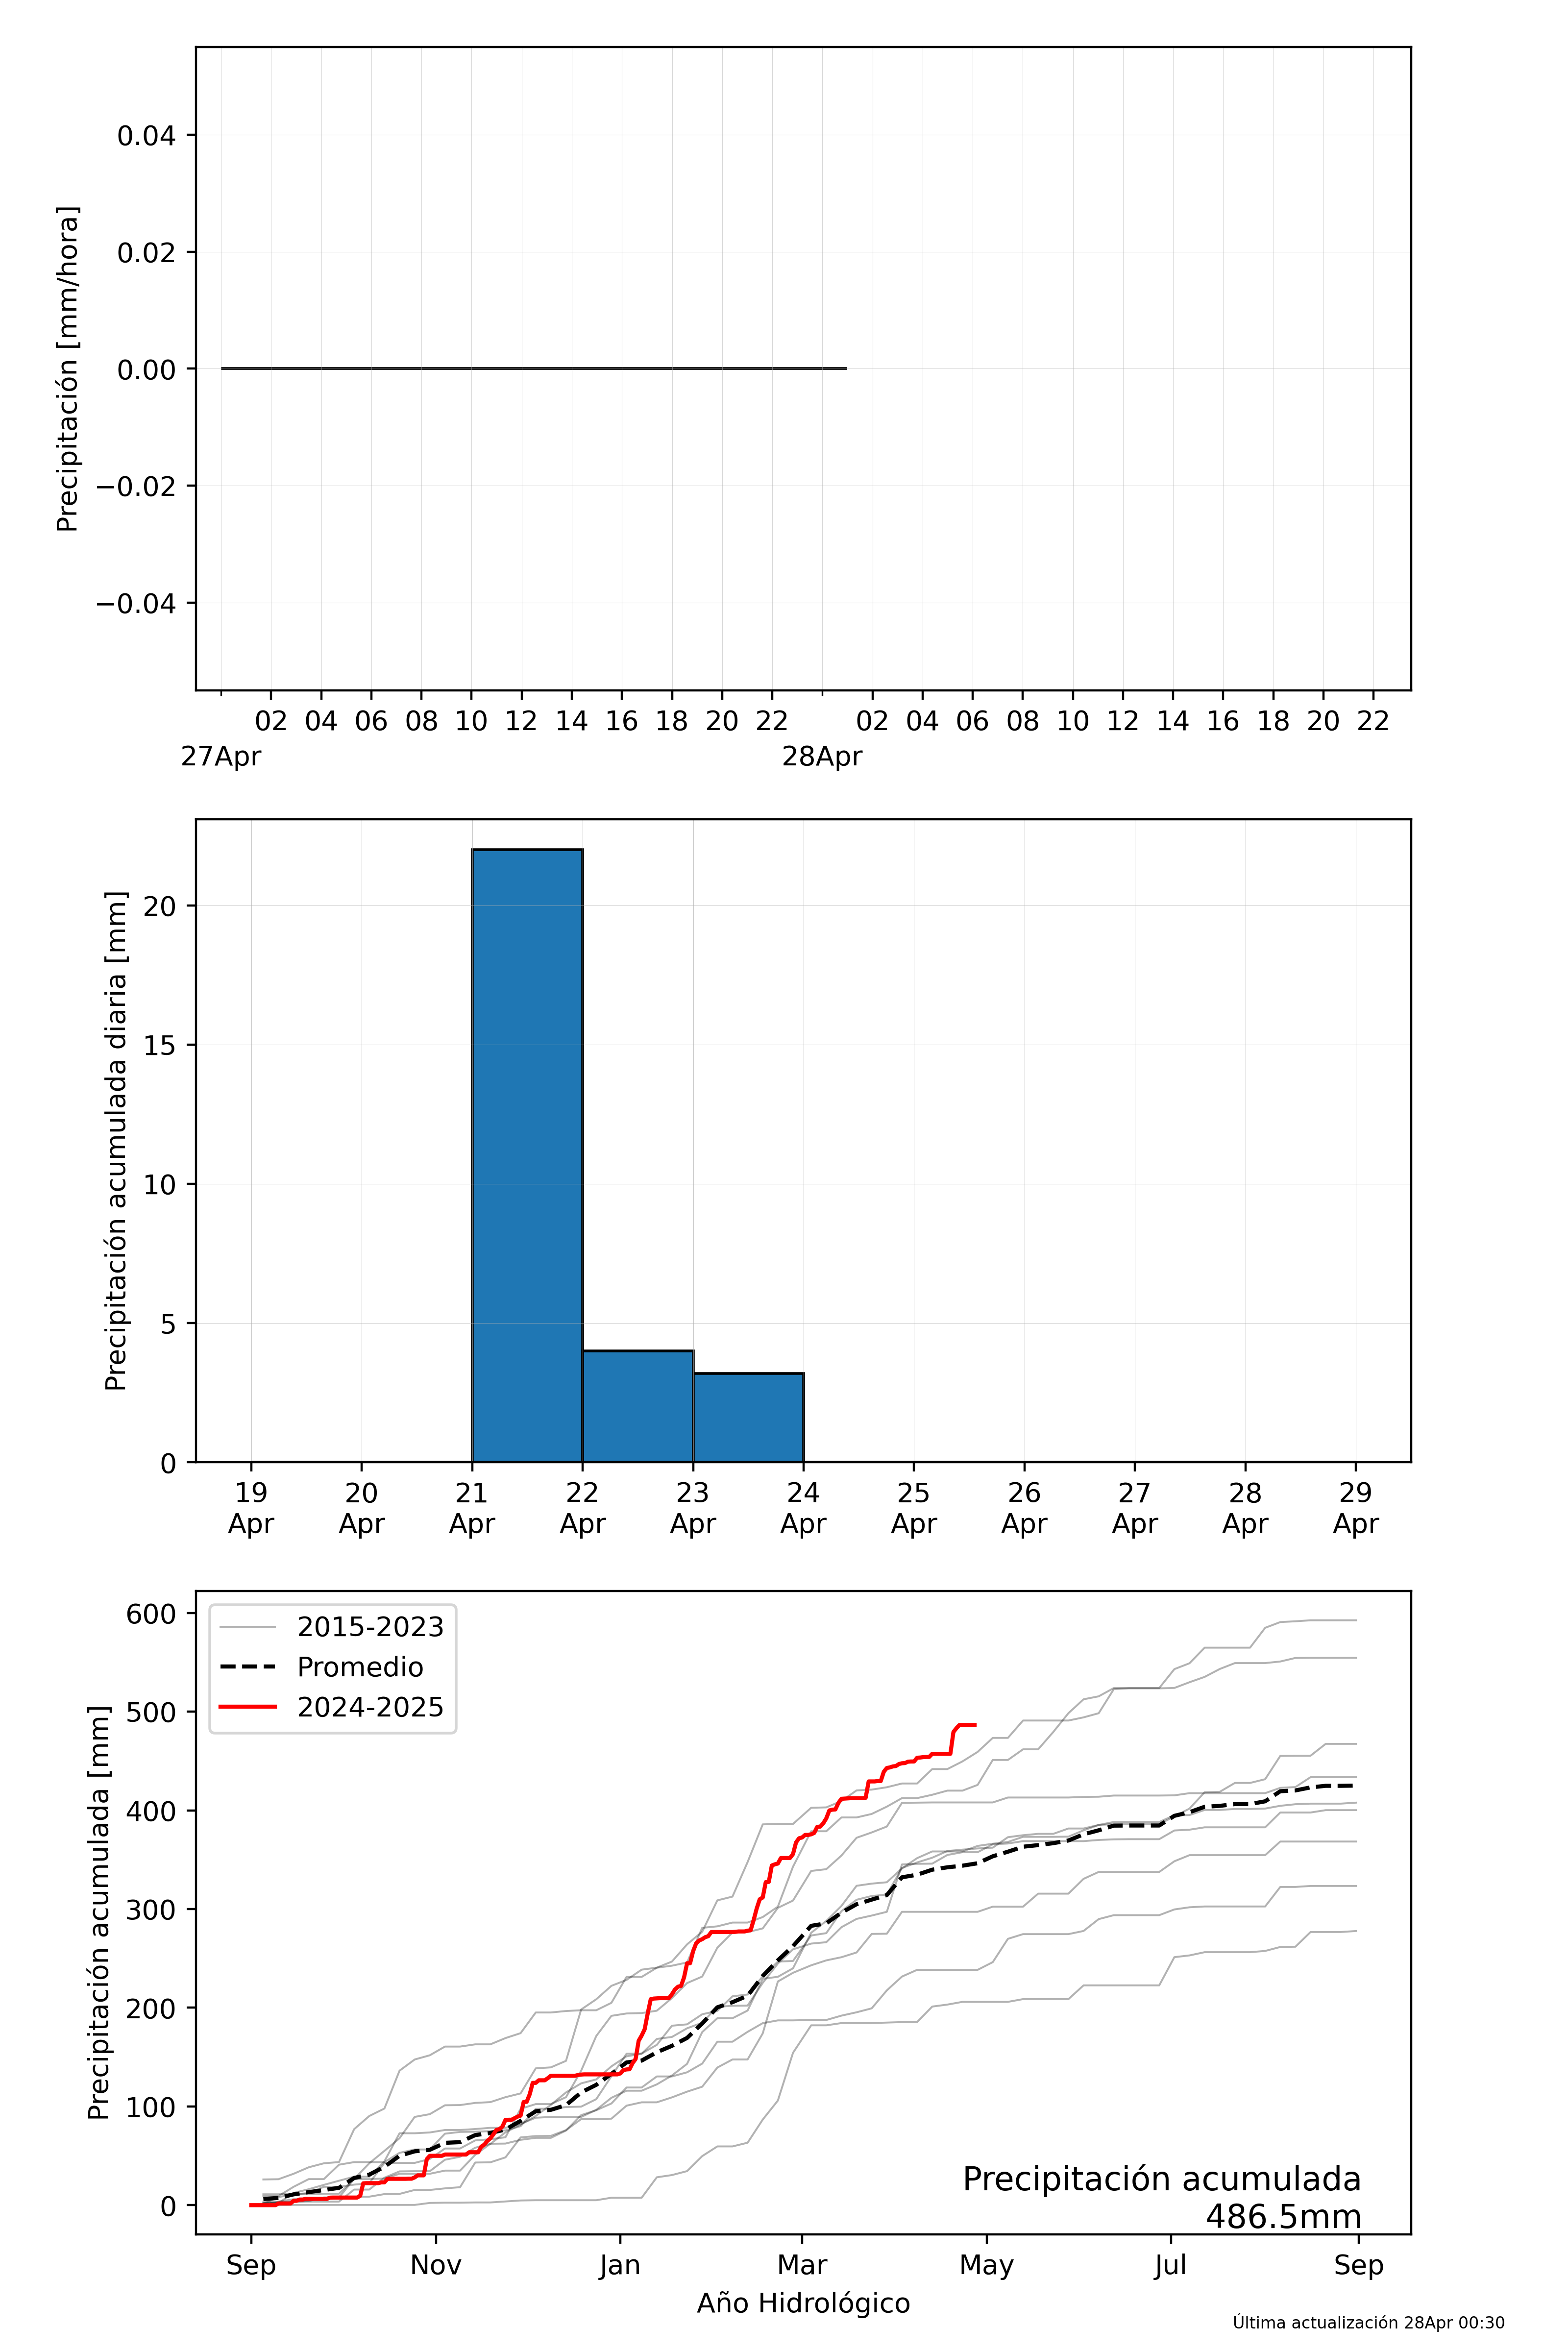 Precipitación [mm/hora]
0.04
0.02
0.00
−0.02
−0.04
02 04 06 08 10 12 14 16 18 20 22 02 04 06 08 10 12 14 16 18 20 22
27Apr 28Apr
Precipitación acumulada diaria [mm]
20
15
10
5
0
19 20 21 22 23 24 25 26 27 28 29
Apr Apr Apr Apr Apr Apr Apr Apr Apr Apr Apr
Precipitación acumulada [mm]
600
500
400
300
200
100
0
2015-2023
Promedio
2024-2025
Precipitación acumulada
486.5mm
Sep Nov Jan Mar May Jul Sep
Año Hidrológico
Última actualización 28Apr 00:30